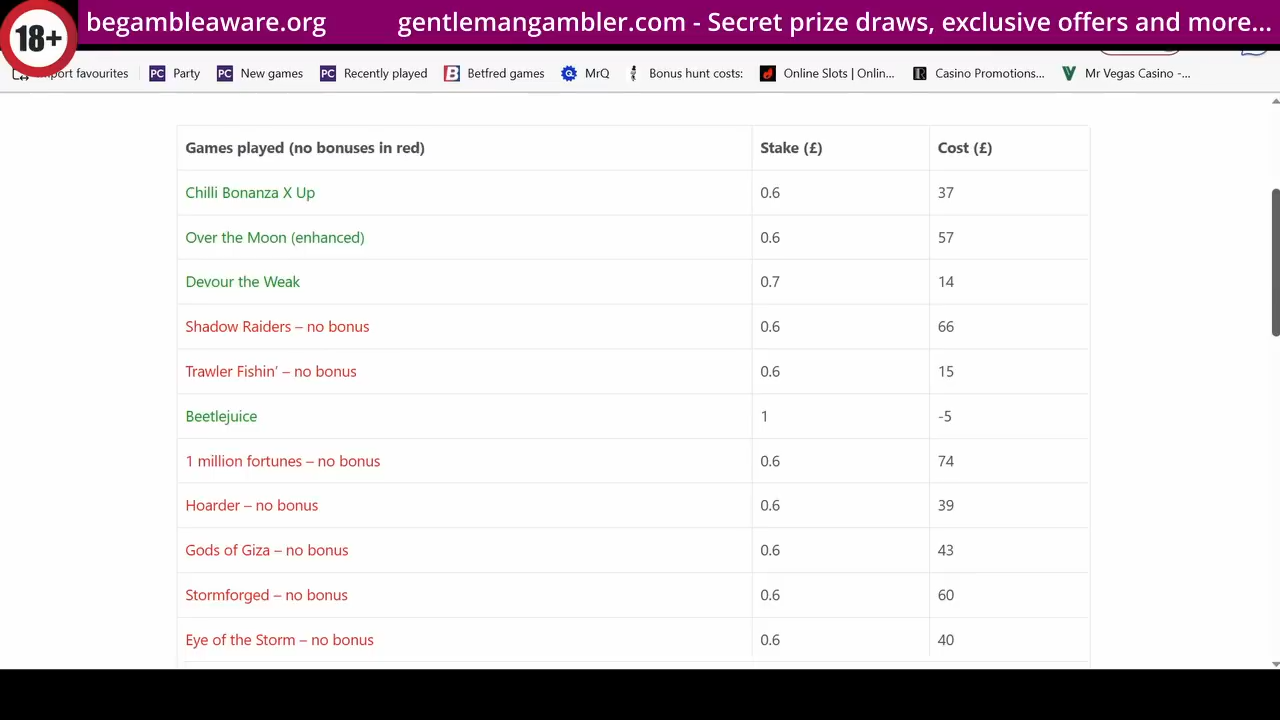 18+ begambleaware.org gentlemangambler.com - Secret prize draws, exclusive offers and more...
port favourites PC Party PC New games PC Recently played B Betfred games MrQ Bonus hunt costs: Online Slots | Onlin... R Casino Promotions... V Mr Vegas Casino -...
Games played (no bonuses in red) Stake (£) Cost (£)
Chilli Bonanza X Up 0.6 37
Over the Moon (enhanced) 0.6 57
Devour the Weak 0.7 14
Shadow Raiders – no bonus 0.6 66
Trawler Fishin’ – no bonus 0.6 15
Beetlejuice 1 -5
1 million fortunes – no bonus 0.6 74
Hoarder – no bonus 0.6 39
Gods of Giza – no bonus 0.6 43
Stormforged – no bonus 0.6 60
Eye of the Storm – no bonus 0.6 40